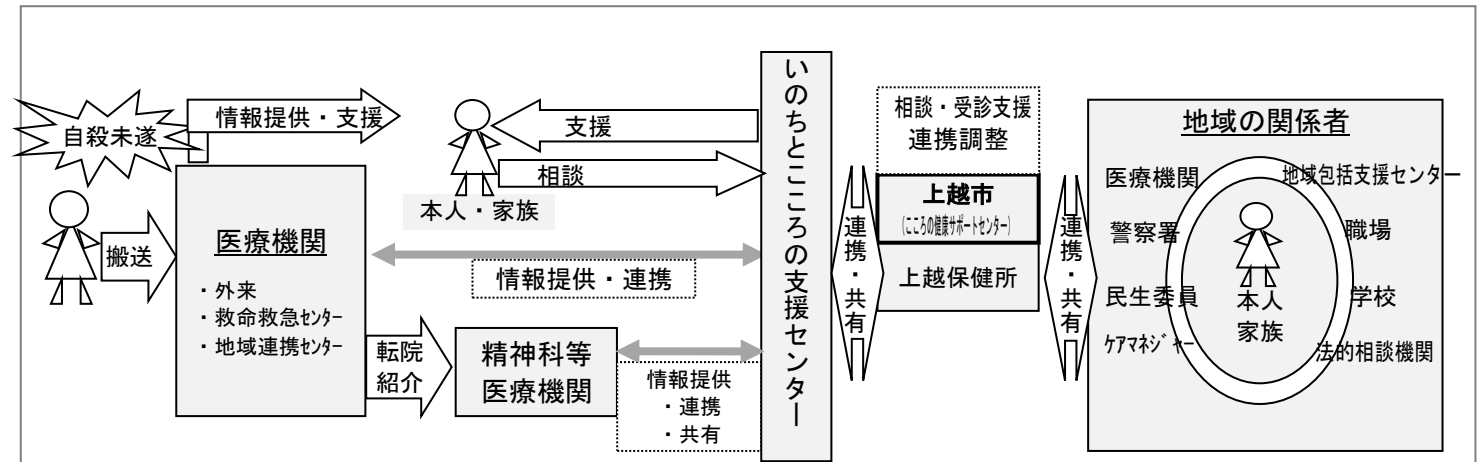 自殺未遂
情報提供・支援
搬送
医療機関
・外来
・救命救急ｾﾝﾀｰ
・地域連携ｾﾝﾀｰ
支援
相談
本人・家族
情報提供・連携
転院
紹介
精神科等
医療機関
情報提供
・連携
・共有
いのちとこころの支援センター
連携・共有
相談・受診支援
連携調整
上越市
(こころの健康サポートセンター)
上越保健所
連携・共有
地域の関係者
医療機関
地域包括支援センター
警察署
職場
民生委員
学校
ｹｱﾏﾈｼﾞｬｰ
法的相談機関
本人
家族